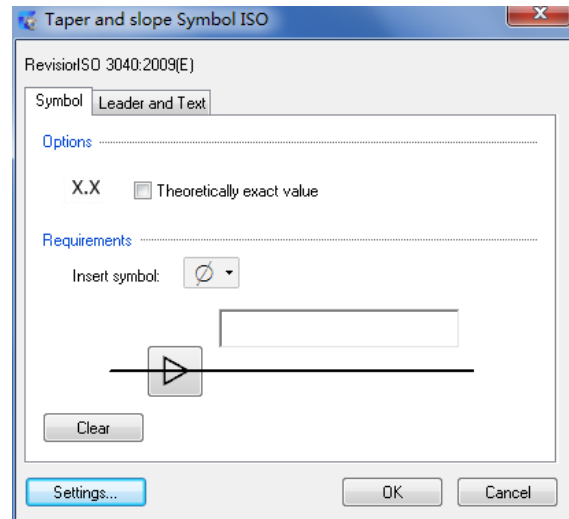 Taper and slope Symbol ISO
RevisiorISO 3040:2009(E)
Symbol Leader and Text
Options
X.X Theoretically exact value
Requirements
Insert symbol: ∅
Clear
Settings... OK Cancel